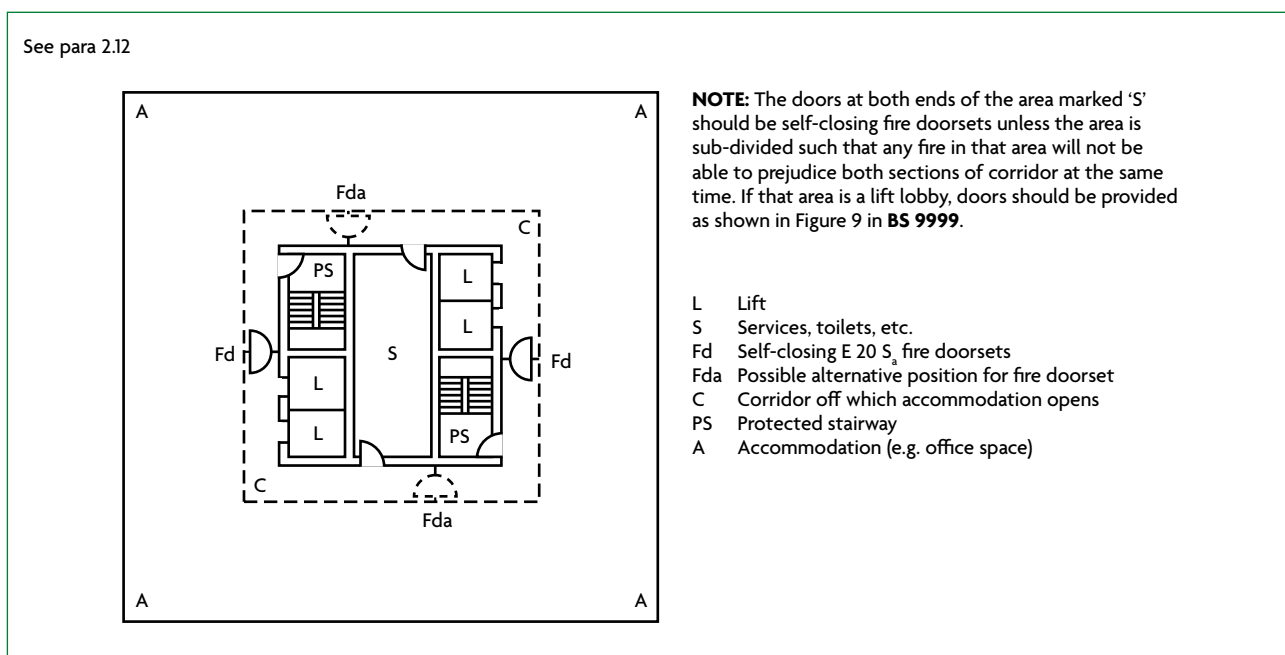 See para 2.12
A A
Fda
C
PS
L
L
Fd
S
Fd
L
L
PS
C
Fda
A A
NOTE: The doors at both ends of the area marked ‘S’
should be self-closing fire doorsets unless the area is
sub-divided such that any fire in that area will not be
able to prejudice both sections of corridor at the same
time. If that area is a lift lobby, doors should be provided
as shown in Figure 9 in BS 9999.
L Lift
S Services, toilets, etc.
Fd Self-closing E 20 Sa fire doorsets
Fda Possible alternative position for fire doorset
C Corridor off which accommodation opens
PS Protected stairway
A Accommodation (e.g. office space)